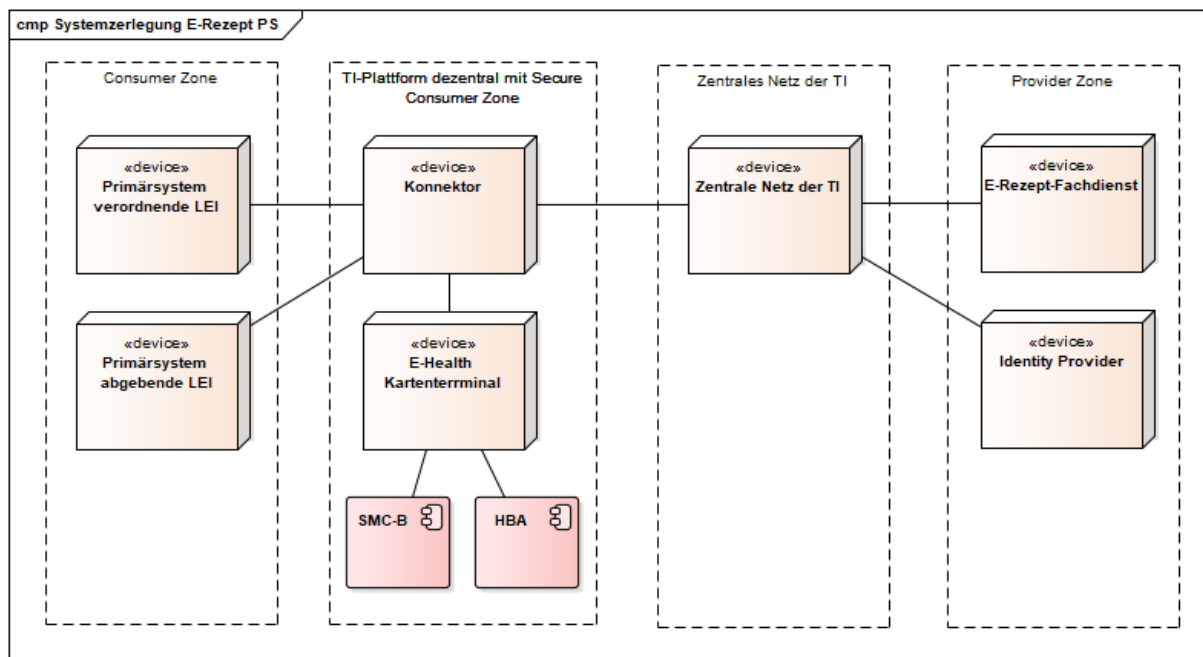 cmp Systemzerlegung E-Rezept PS
Consumer Zone
«device»
Primärsystem
verordnende LEI
«device»
Primärsystem
abgebende LEI
TI-Plattform dezentral mit Secure
Consumer Zone
«device»
Konnektor
«device»
E-Health
Kartenterrminal
SMC-B
HBA
Zentrales Netz der TI
«device»
Zentrale Netz der TI
Provider Zone
«device»
E-Rezept-Fachdienst
«device»
Identity Provider